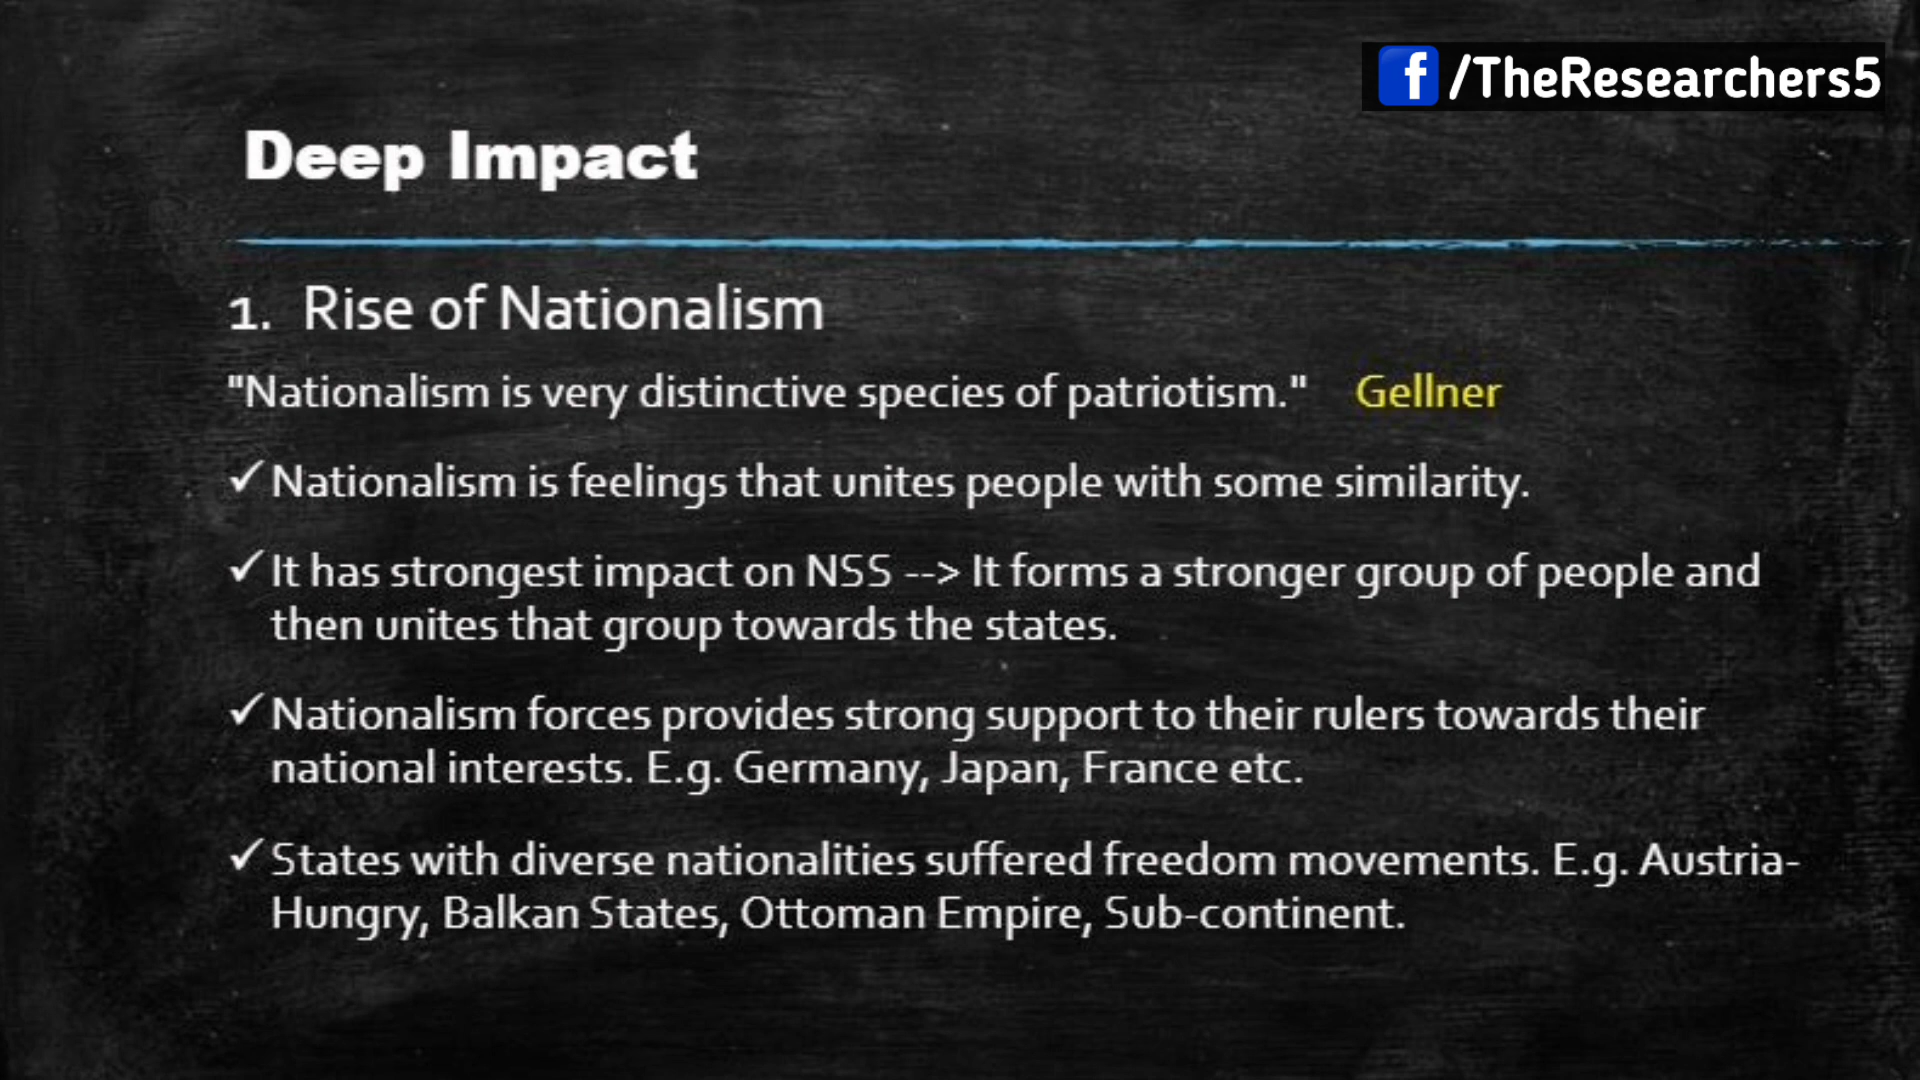 /TheResearchers5
Deep Impact
1. Rise of Nationalism
"Nationalism is very distinctive species of patriotism." Gellner
✓ Nationalism is feelings that unites people with some similarity.
✓ It has strongest impact on NSS --> It forms a stronger group of people and
then unites that group towards the states.
✓ Nationalism forces provides strong support to their rulers towards their
national interests. E.g. Germany, Japan, France etc.
✓ States with diverse nationalities suffered freedom movements. E.g. Austria-
Hungry, Balkan States, Ottoman Empire, Sub-continent.